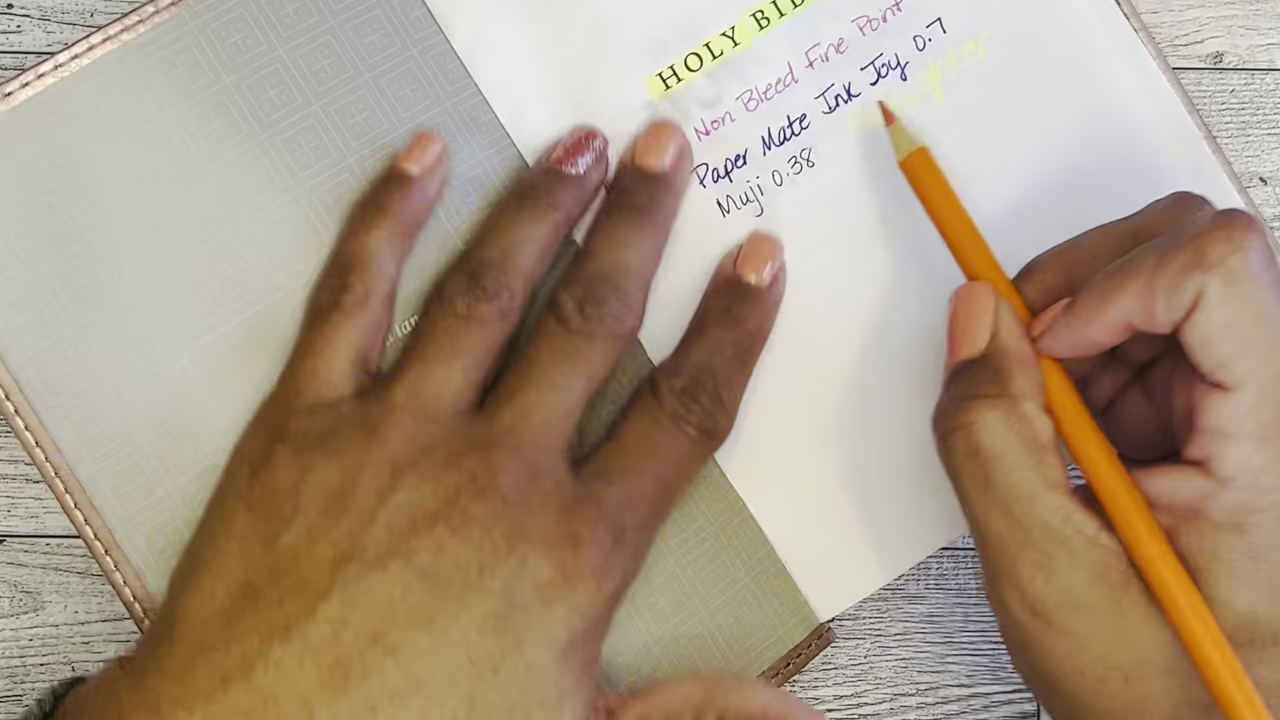 HOLY BIB
Non Bleed Fine Point
Paper Mate Ink Joy 0.7
Muji 0.38